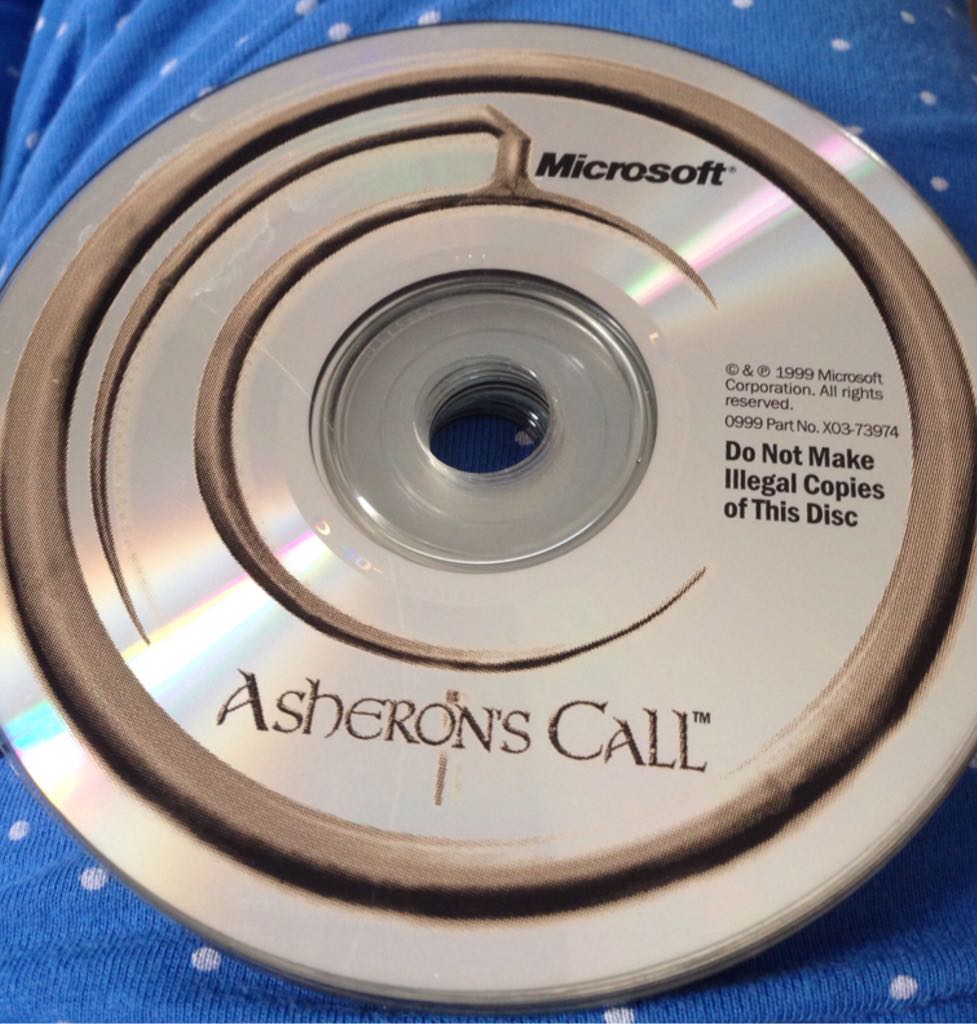 Microsoft®
© & ℗ 1999 Microsoft
Corporation. All rights
reserved.
0999 Part No. X03-73974
Do Not Make
Illegal Copies
of This Disc
ASHERON'S CALL™